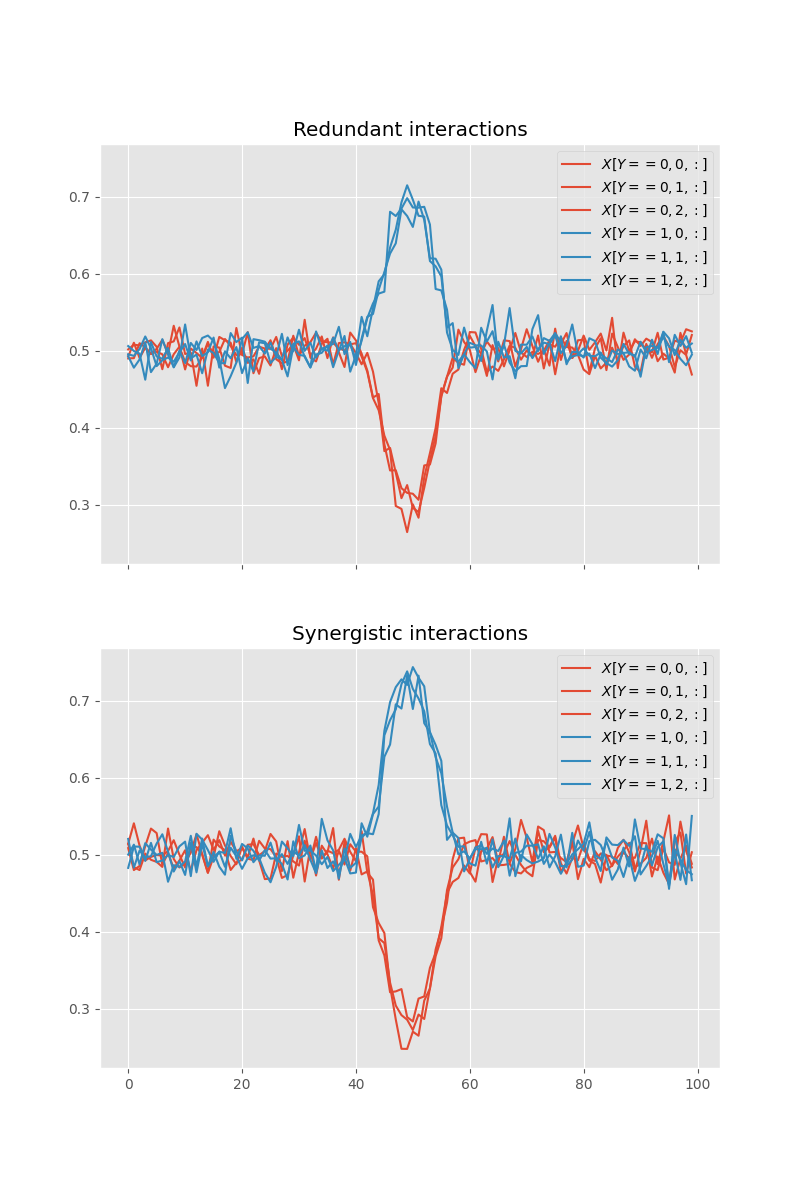 Redundant interactions
X[Y==0,0,:]
X[Y==0,1,:]
X[Y==0,2,:]
X[Y==1,0,:]
X[Y==1,1,:]
X[Y==1,2,:]
0.7
0.6
0.5
0.4
0.3
Synergistic interactions
X[Y==0,0,:]
X[Y==0,1,:]
X[Y==0,2,:]
X[Y==1,0,:]
X[Y==1,1,:]
X[Y==1,2,:]
0.7
0.6
0.5
0.4
0.3
0 20 40 60 80 100